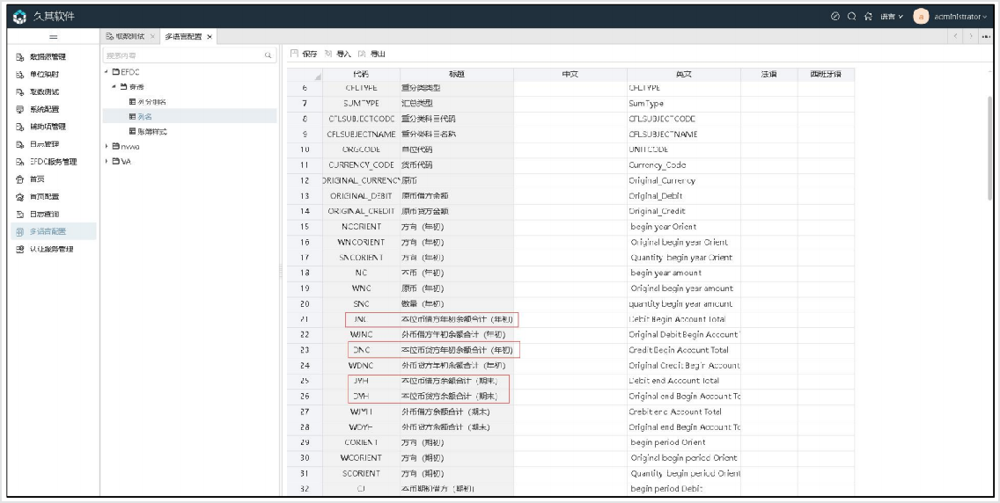 久其软件
语言
a
administrator
取数测试 ×
多语言配置 ×
数据源管理
单位映射
取数测试
系统配置
辅助项管理
日志管理
EFDC服务管理
首页
首页配置
日志查询
多语言配置
认证服务管理
搜索内容
EFDC
穿透
列分组名
列名
账簿样式
nvwa
VA
保存 导入 导出
代码 标题 中文 英文 法语 西班牙语
6 CFLTYPE 重分类类型 CFLTYPE
7 SUMTYPE 汇总类型 SumType
8 CFLSUBJECTCODE 重分类科目代码 CFLSUBJECTCODE
9 CFLSUBJECTNAME 重分类科目名称 CFLSUBJECTNAME
10 ORGCODE 单位代码 UNITCODE
11 CURRENCY_CODE 货币代码 Currency_Code
12 ORIGINAL_CURRENCY 原币 Original_Currency
13 ORIGINAL_DEBIT 原币借方金额 Original_Debit
14 ORIGINAL_CREDIT 原币贷方金额 Original_Credit
15 NCORIENT 方向（年初） begin year Orient
16 WNCORIENT 方向（年初） Original begin year Orient
17 SNCORIENT 方向（年初） Quantity begin year Orient
18 NC 本币（年初） begin year amount
19 WNC 原币（年初） Original begin year amount
20 SNC 数量（年初） quantity begin year amount
21 JNC 本位币借方年初余额合计（年初） Debit Begin Account Total
22 WJNC 外币借方年初余额合计（年初） Original Debit Begin Account
23 DNC 本位币贷方年初余额合计（年初） Credit Begin Account Total
24 WDNC 外币贷方年初余额合计（年初） Original Credit Begin Account
25 JYH 本位币借方余额合计（期末） Debit end Account Total
26 DYH 本位币贷方余额合计（期末） Original end Begin Account To
27 WJYH 外币借方余额合计（期末） Crebit end Account Total
28 WDYH 外币贷方余额合计（期末） Original end Begin Account To
29 CORIENT 方向（期初） begin period Orient
30 WCORIENT 方向（期初） Original begin period Orient
31 SCORIENT 方向（期初） Quantity begin period Orient
32 CJ 本币期初借方（期初） begin period Debit